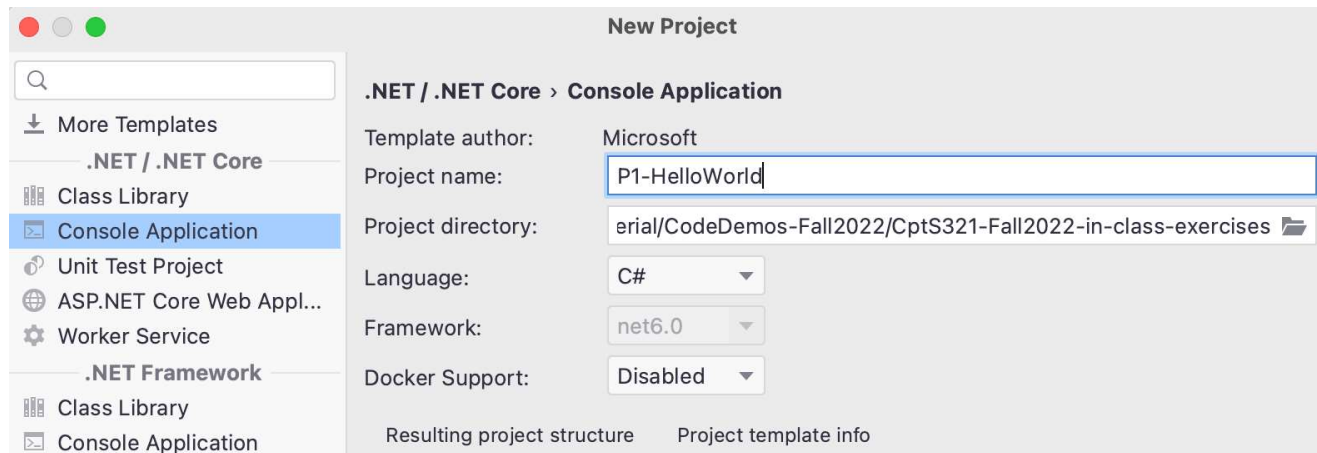 New Project
More Templates
.NET / .NET Core
Class Library
Console Application
Unit Test Project
ASP.NET Core Web Appl...
Worker Service
.NET Framework
Class Library
Console Application
.NET / .NET Core › Console Application
Template author: Microsoft
Project name: P1-HelloWorld
Project directory: erial/CodeDemos-Fall2022/CptS321-Fall2022-in-class-exercises
Language: C#
Framework: net6.0
Docker Support: Disabled
Resulting project structure Project template info